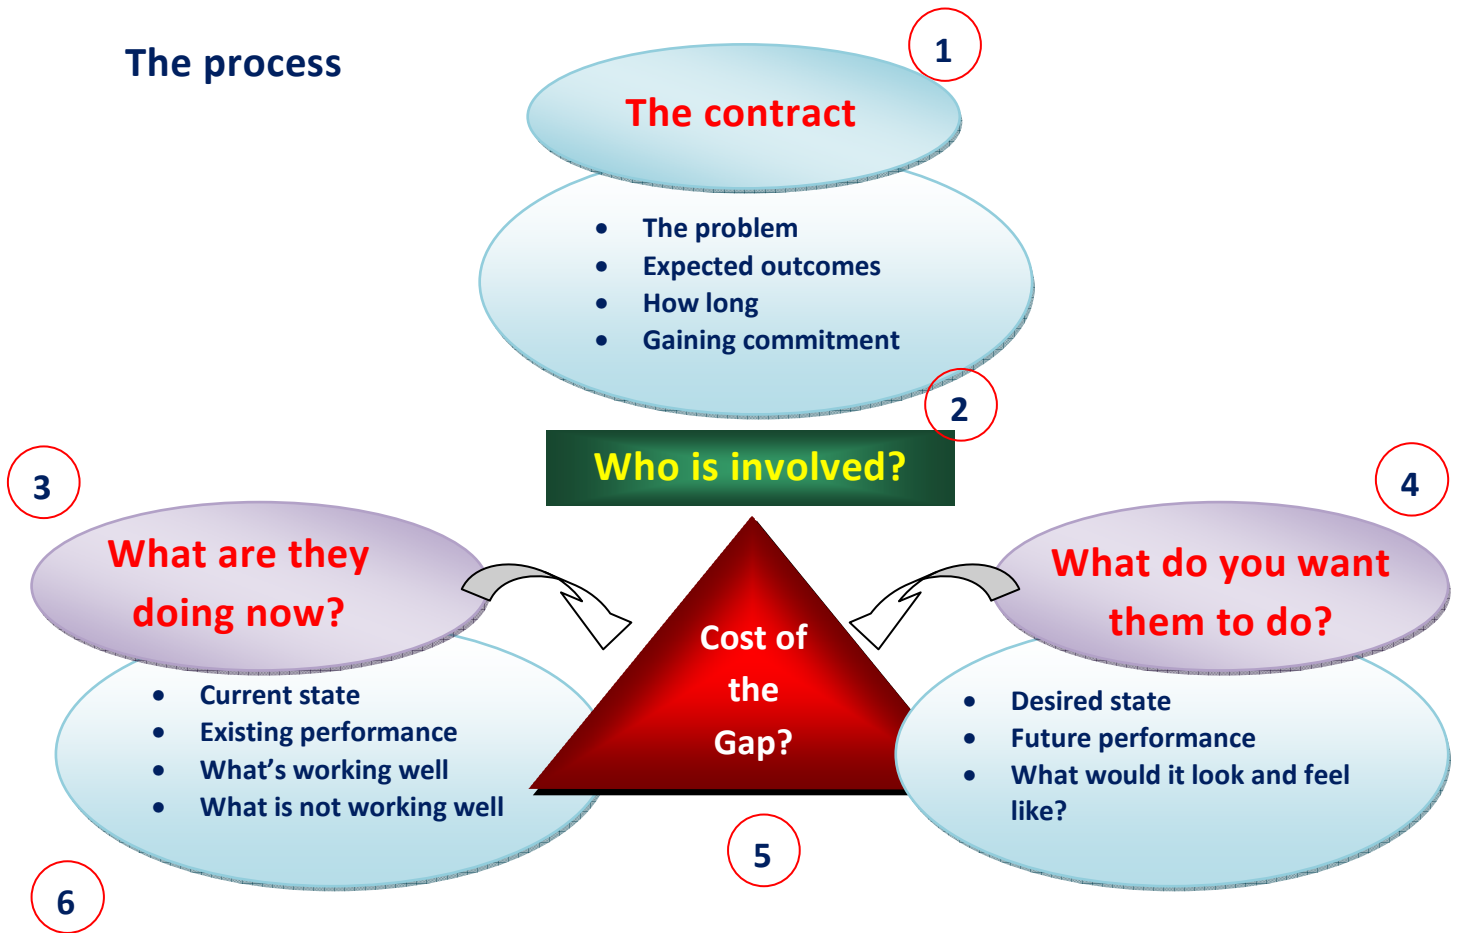 The process
1
The contract
• The problem
• Expected outcomes
• How long
• Gaining commitment
2
Who is involved?
3
What are they
doing now?
• Current state
• Existing performance
• What’s working well
• What is not working well
4
What do you want
them to do?
• Desired state
• Future performance
• What would it look and feel
like?
Cost of
the
Gap?
5
6